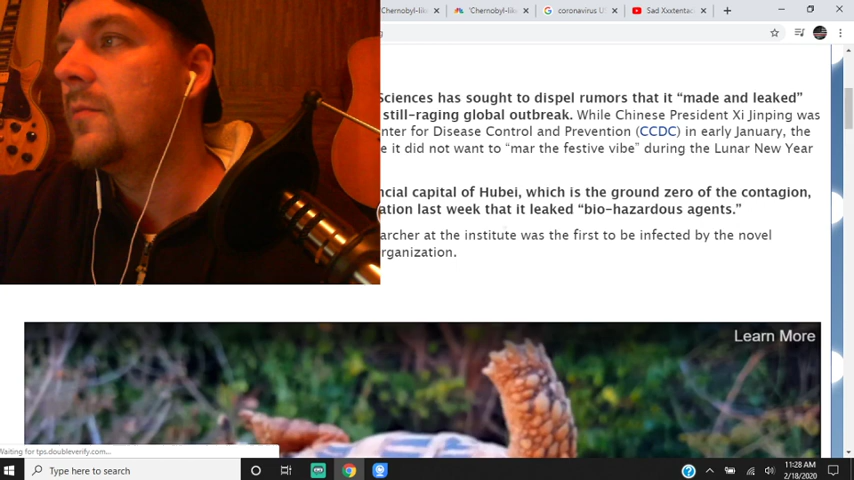 Chernobyl-lik
'Chernobyl-lik
coronavirus U
Sad Xxxtentac
Sciences has sought to dispel rumors that it “made and leaked”
still-raging global outbreak. While Chinese President Xi Jinping was
nter for Disease Control and Prevention (CCDC) in early January, the
e it did not want to “mar the festive vibe” during the Lunar New Year
ncial capital of Hubei, which is the ground zero of the contagion,
ation last week that it leaked “bio-hazardous agents.”
archer at the institute was the first to be infected by the novel
rganization.
Learn More
Waiting for tps.doubleverify.com...
Type here to search
11:28 AM
2/18/2020